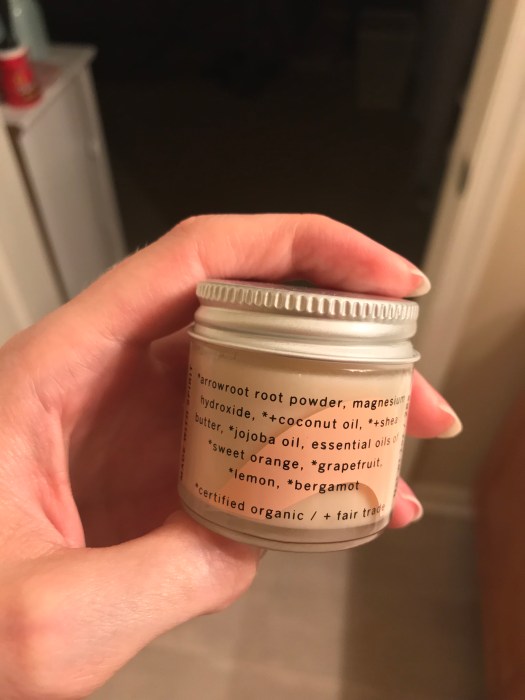 *arrowroot root powder, magnesium
hydroxide, *+coconut oil, *+shea
butter, *jojoba oil, essential oils of
*sweet orange, *grapefruit,
*lemon, *bergamot
*certified organic / + fair trade